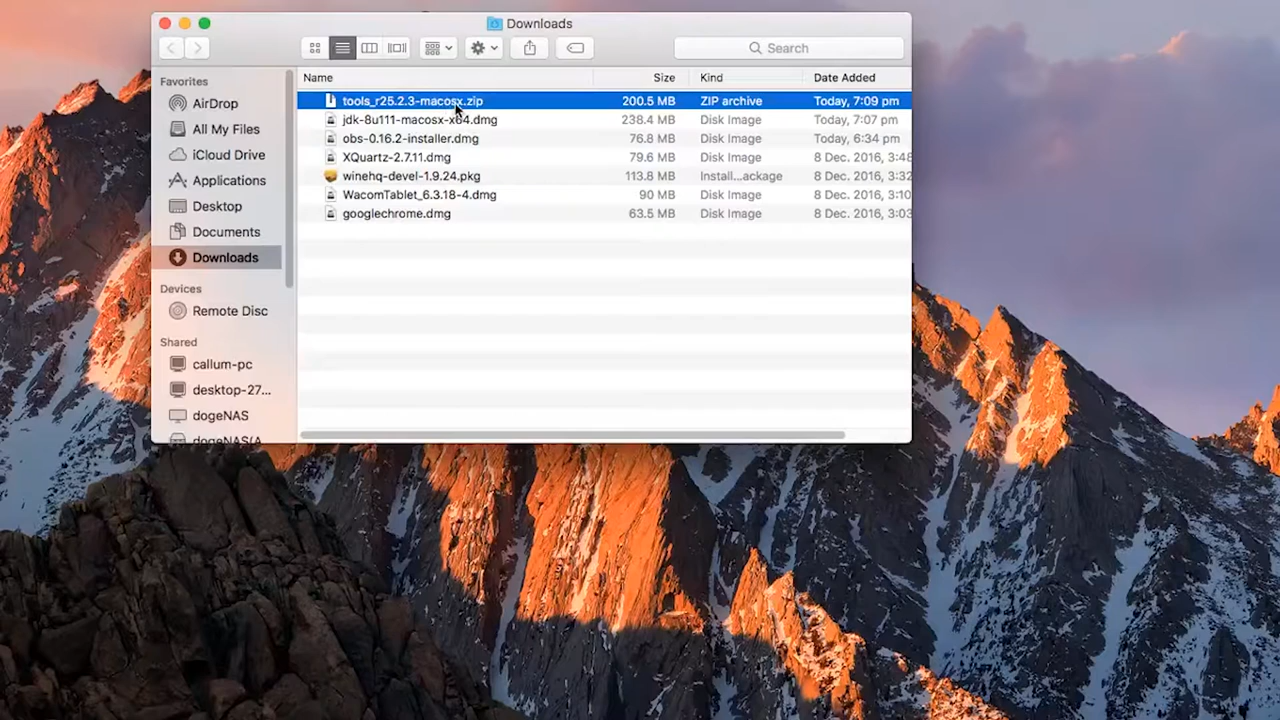 Downloads
Search
Favorites
AirDrop
All My Files
iCloud Drive
Applications
Desktop
Documents
Downloads
Devices
Remote Disc
Shared
callum-pc
desktop-27...
dogeNAS
dogeNAS(A
Name Size Kind Date Added
tools_r25.2.3-macosx.zip 200.5 MB ZIP archive Today, 7:09 pm
jdk-8u111-macosx-x64.dmg 238.4 MB Disk Image Today, 7:07 pm
obs-0.16.2-installer.dmg 76.8 MB Disk Image Today, 6:34 pm
XQuartz-2.7.11.dmg 79.6 MB Disk Image 8 Dec. 2016, 3:48
winehq-devel-1.9.24.pkg 113.8 MB Install...ackage 8 Dec. 2016, 3:32
WacomTablet_6.3.18-4.dmg 90 MB Disk Image 8 Dec. 2016, 3:10
googlechrome.dmg 63.5 MB Disk Image 8 Dec. 2016, 3:03